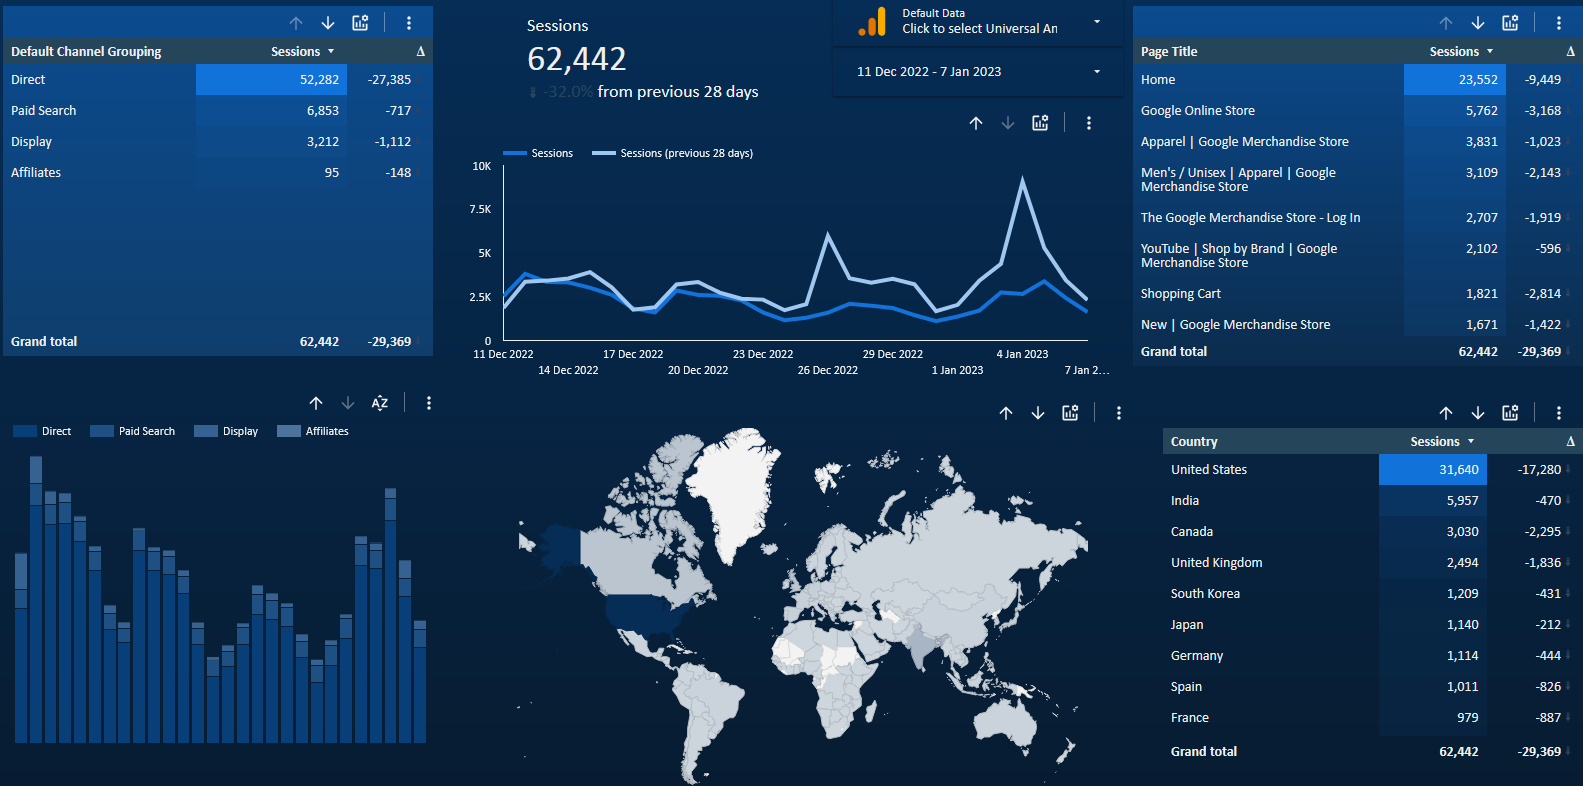 Default Channel Grouping Sessions Δ
Direct 52,282 -27,385
Paid Search 6,853 -717
Display 3,212 -1,112
Affiliates 95 -148
Grand total 62,442 -29,369
Sessions
62,442
-32.0% from previous 28 days
Default Data
Click to select Universal An
11 Dec 2022 - 7 Jan 2023
Sessions Sessions (previous 28 days)
10K
7.5K
5K
2.5K
0
11 Dec 2022 17 Dec 2022 23 Dec 2022 29 Dec 2022 4 Jan 2023
14 Dec 2022 20 Dec 2022 26 Dec 2022 1 Jan 2023 7 Jan 2...
Page Title Sessions Δ
Home 23,552 -9,449
Google Online Store 5,762 -3,168
Apparel | Google Merchandise Store 3,831 -1,023
Men's / Unisex | Apparel | Google 3,109 -2,143
Merchandise Store
The Google Merchandise Store - Log In 2,707 -1,919
YouTube | Shop by Brand | Google 2,102 -596
Merchandise Store
Shopping Cart 1,821 -2,814
New | Google Merchandise Store 1,671 -1,422
Grand total 62,442 -29,369
AZ
Direct Paid Search Display Affiliates
Country Sessions Δ
United States 31,640 -17,280
India 5,957 -470
Canada 3,030 -2,295
United Kingdom 2,494 -1,836
South Korea 1,209 -431
Japan 1,140 -212
Germany 1,114 -444
Spain 1,011 -826
France 979 -887
Grand total 62,442 -29,369